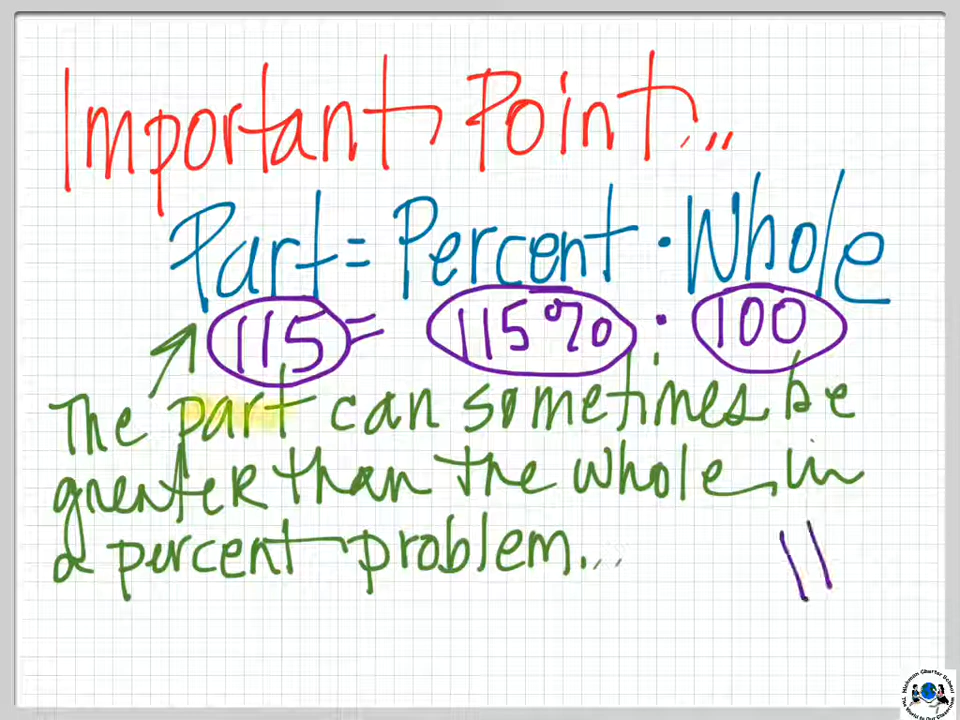 Important Point...
Part = Percent · Whole
115 = 115% · 100
The part can sometimes be
greater than the whole, in
a percent problem...
11